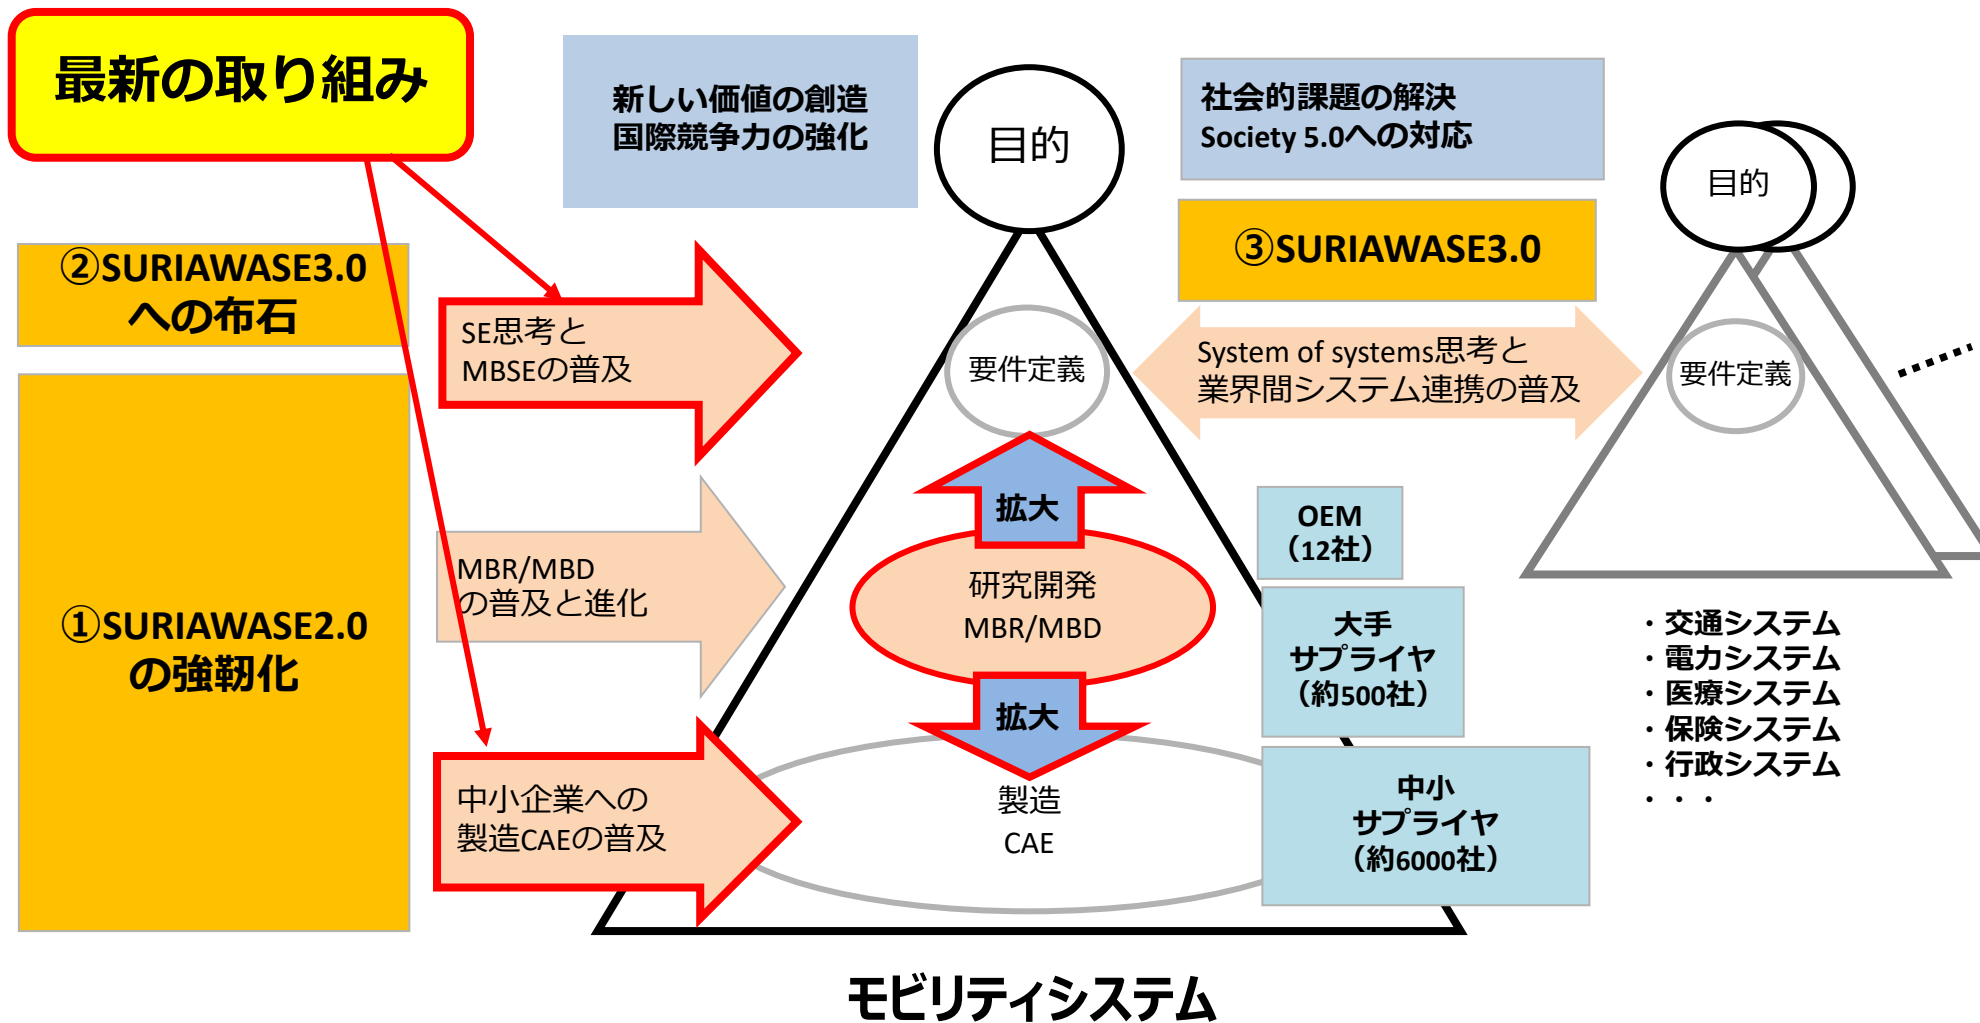 最新の取り組み
新しい価値の創造
国際競争力の強化
目的
社会的課題の解決
Society 5.0への対応
目的
②SURIAWASE3.0
への布石
③SURIAWASE3.0
SE思考と
MBSEの普及
要件定義
System of systems思考と
業界間システム連携の普及
要件定義
①SURIAWASE2.0
の強靭化
MBR/MBD
の普及と進化
拡大
研究開発
MBR/MBD
拡大
OEM
（12社）
大手
サプライヤ
（約500社）
中小企業への
製造CAEの普及
製造
CAE
中小
サプライヤ
（約6000社）
・交通システム
・電力システム
・医療システム
・保険システム
・行政システム
・・・
モビリティシステム